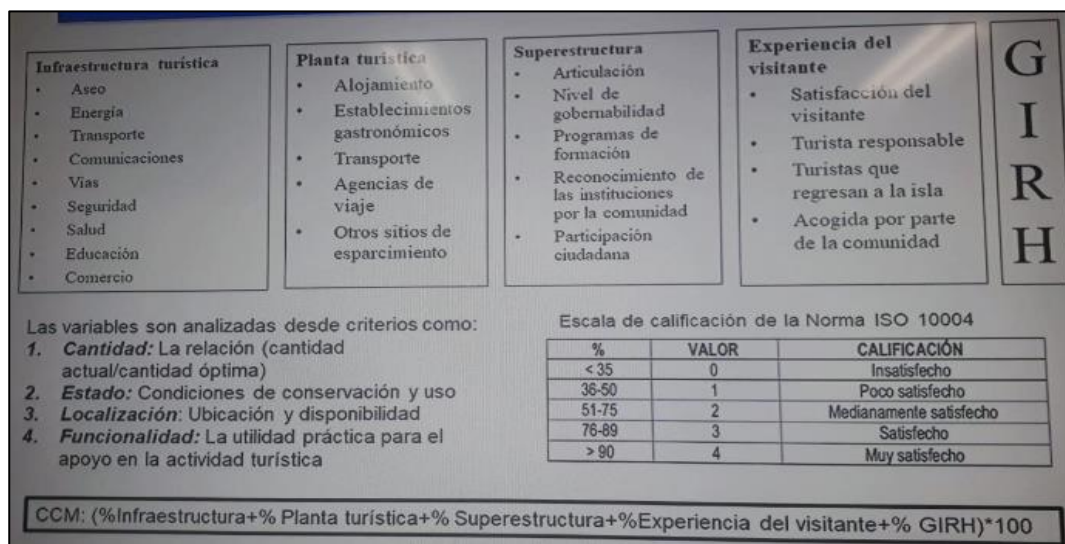 Infraestructura turística
• Aseo
• Energía
• Transporte
• Comunicaciones
• Vías
• Seguridad
• Salud
• Educación
• Comercio
Planta turística
• Alojamiento
• Establecimientos
gastronómicos
• Transporte
• Agencias de
viaje
• Otros sitios de
esparcimiento
Superestructura
• Articulación
• Nivel de
gobernabilidad
• Programas de
formación
• Reconocimiento de
las instituciones
por la comunidad
• Participación
ciudadana
Experiencia del
visitante
• Satisfacción del
visitante
• Turista responsable
• Turistas que
regresan a la isla
• Acogida por parte
de la comunidad
G
I
R
H
Las variables son analizadas desde criterios como:
1. Cantidad: La relación (cantidad
actual/cantidad óptima)
2. Estado: Condiciones de conservación y uso
3. Localización: Ubicación y disponibilidad
4. Funcionalidad: La utilidad práctica para el
apoyo en la actividad turística
Escala de calificación de la Norma ISO 10004
% VALOR CALIFICACIÓN
< 35 0 Insatisfecho
36-50 1 Poco satisfecho
51-75 2 Medianamente satisfecho
76-89 3 Satisfecho
> 90 4 Muy satisfecho
CCM: (%Infraestructura+% Planta turística+% Superestructura+%Experiencia del visitante+% GIRH)*100